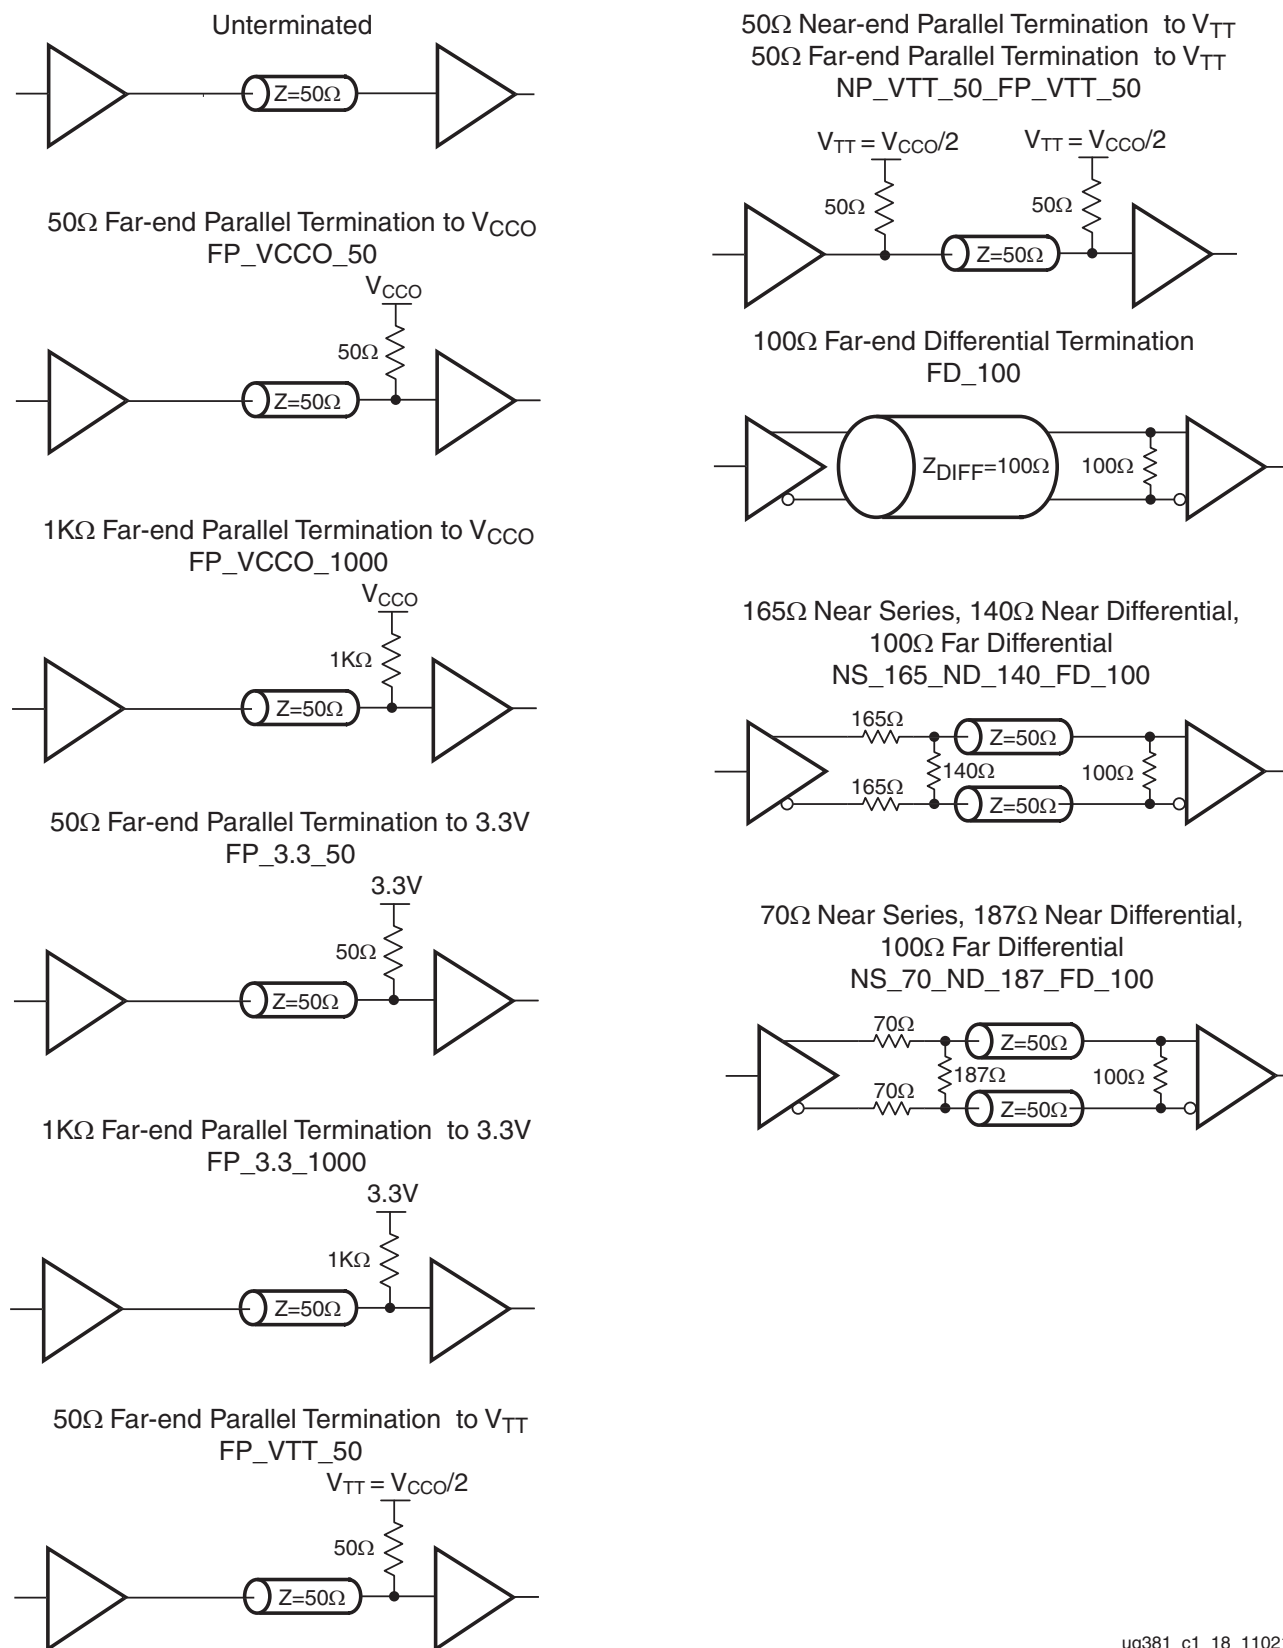 Unterminated
Z=50Ω
50Ω Far-end Parallel Termination to VCCO
FP_VCCO_50
VCCO
50Ω
Z=50Ω
1KΩ Far-end Parallel Termination to VCCO
FP_VCCO_1000
VCCO
1KΩ
Z=50Ω
50Ω Far-end Parallel Termination to 3.3V
FP_3.3_50
3.3V
50Ω
Z=50Ω
1KΩ Far-end Parallel Termination to 3.3V
FP_3.3_1000
3.3V
1KΩ
Z=50Ω
50Ω Far-end Parallel Termination to VTT
FP_VTT_50
VTT = VCCO/2
50Ω
Z=50Ω
50Ω Near-end Parallel Termination to VTT
50Ω Far-end Parallel Termination to VTT
NP_VTT_50_FP_VTT_50
VTT = VCCO/2 VTT = VCCO/2
50Ω 50Ω
Z=50Ω
100Ω Far-end Differential Termination
FD_100
ZDIFF=100Ω 100Ω
165Ω Near Series, 140Ω Near Differential,
100Ω Far Differential
NS_165_ND_140_FD_100
165Ω Z=50Ω
140Ω 100Ω
165Ω Z=50Ω
70Ω Near Series, 187Ω Near Differential,
100Ω Far Differential
NS_70_ND_187_FD_100
70Ω Z=50Ω
187Ω 100Ω
70Ω Z=50Ω